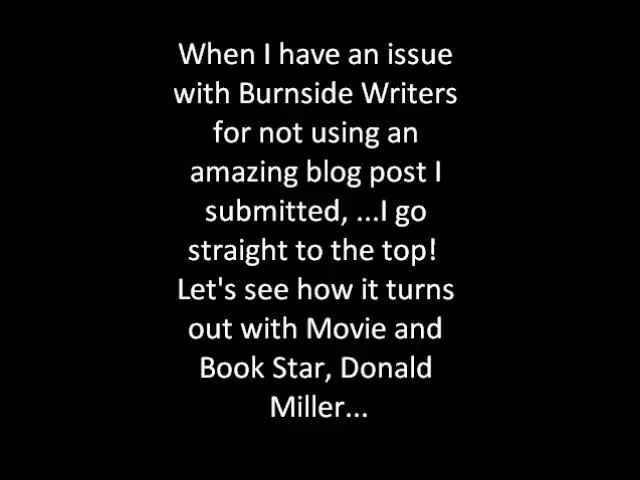 When I have an issue
with Burnside Writers
for not using an
amazing blog post I
submitted, ...I go
straight to the top!
Let's see how it turns
out with Movie and
Book Star, Donald
Miller...